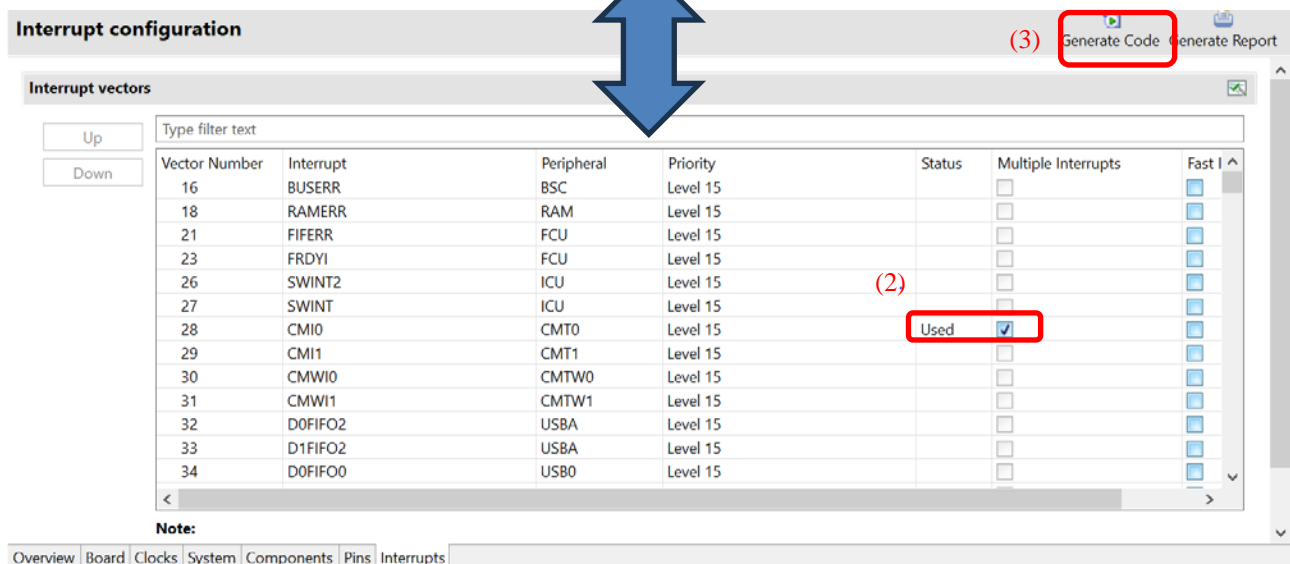 Interrupt configuration
(3) Generate Code Generate Report
Interrupt vectors
Up
Down
Type filter text
Vector Number Interrupt Peripheral Priority Status Multiple Interrupts Fast I
16 BUSERR BSC Level 15
18 RAMERR RAM Level 15
21 FIFERR FCU Level 15
23 FRDYI FCU Level 15
26 SWINT2 ICU Level 15
(2)
27 SWINT ICU Level 15
28 CMI0 CMT0 Level 15 Used
29 CMI1 CMT1 Level 15
30 CMWI0 CMTW0 Level 15
31 CMWI1 CMTW1 Level 15
32 D0FIFO2 USBA Level 15
33 D1FIFO2 USBA Level 15
34 D0FIFO0 USB0 Level 15
Note:
Overview Board Clocks System Components Pins Interrupts